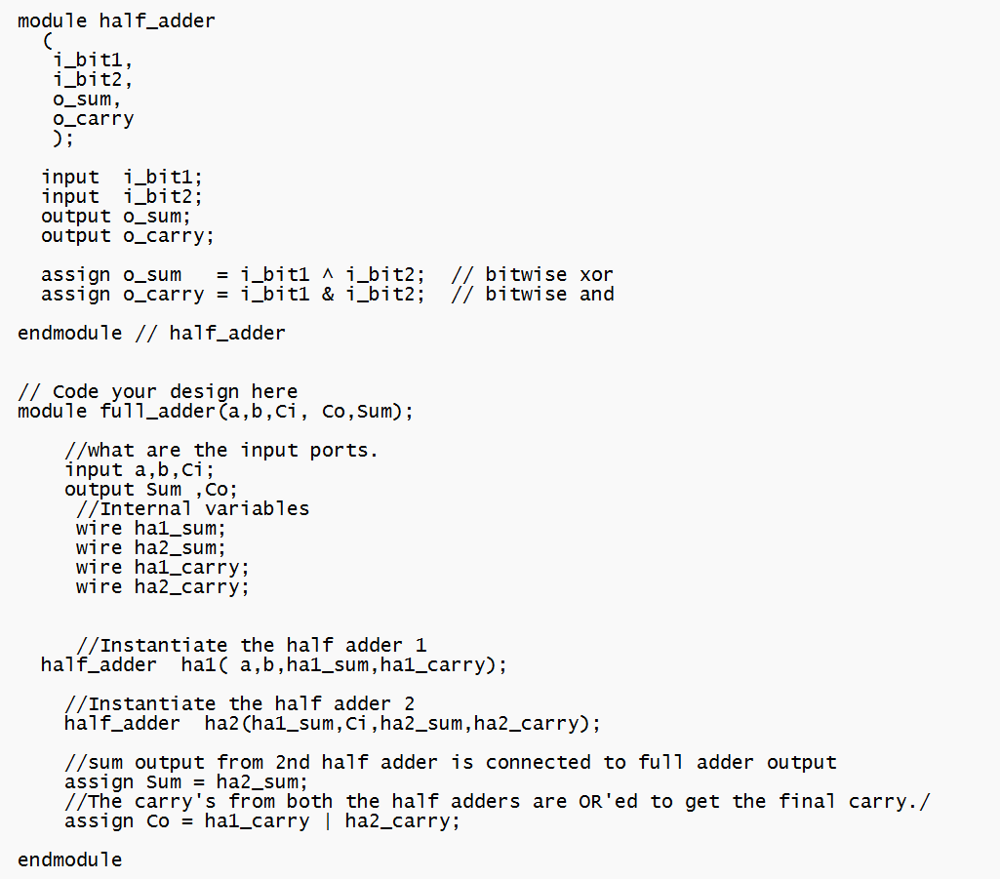 module half_adder
  (
   i_bit1,
   i_bit2,
   o_sum,
   o_carry
   );

  input  i_bit1;
  input  i_bit2;
  output o_sum;
  output o_carry;

  assign o_sum   = i_bit1 ^ i_bit2;  // bitwise xor
  assign o_carry = i_bit1 & i_bit2;  // bitwise and

endmodule // half_adder


// Code your design here
module full_adder(a,b,Ci, Co,Sum);

    //what are the input ports.
    input a,b,Ci;
    output Sum ,Co;
     //Internal variables
     wire ha1_sum;
     wire ha2_sum;
     wire ha1_carry;
     wire ha2_carry;


     //Instantiate the half adder 1
  half_adder  ha1( a,b,ha1_sum,ha1_carry);

    //Instantiate the half adder 2
    half_adder  ha2(ha1_sum,Ci,ha2_sum,ha2_carry);

    //sum output from 2nd half adder is connected to full adder output
    assign Sum = ha2_sum;
    //The carry's from both the half adders are OR'ed to get the final carry./
    assign Co = ha1_carry | ha2_carry;

endmodule